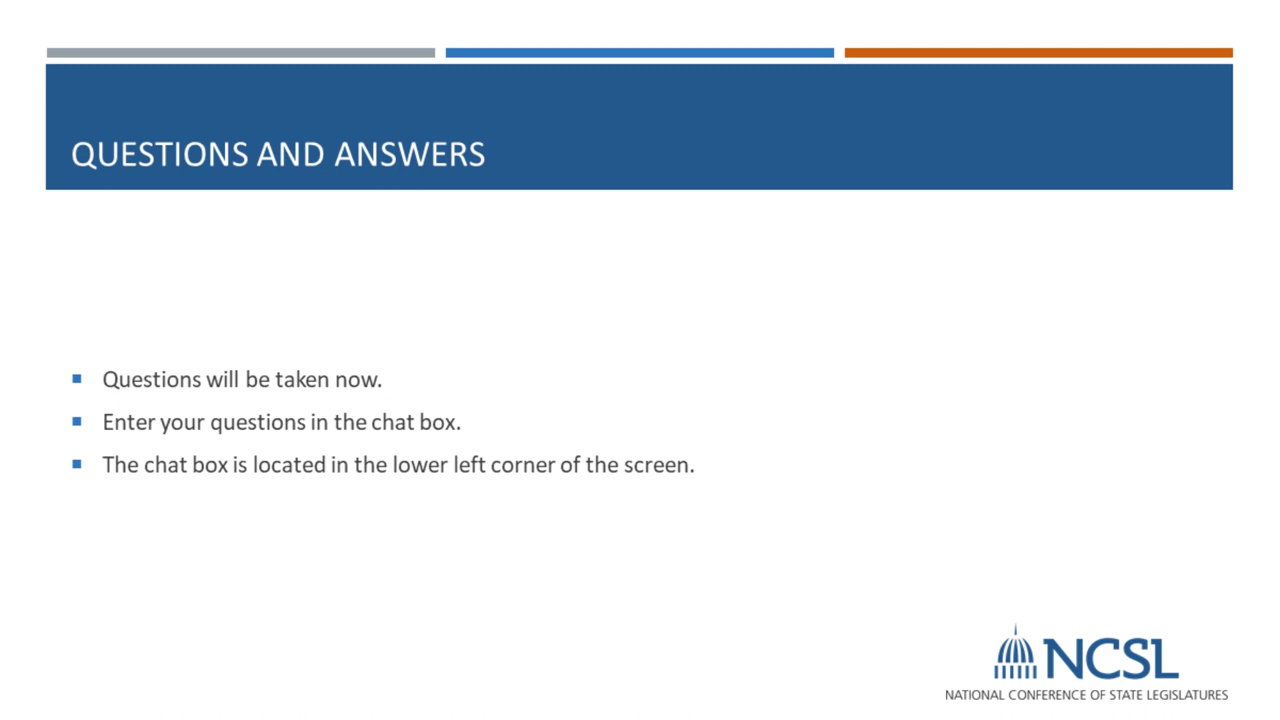 QUESTIONS AND ANSWERS
Questions will be taken now.
Enter your questions in the chat box.
The chat box is located in the lower left corner of the screen.
NCSL
NATIONAL CONFERENCE OF STATE LEGISLATURES